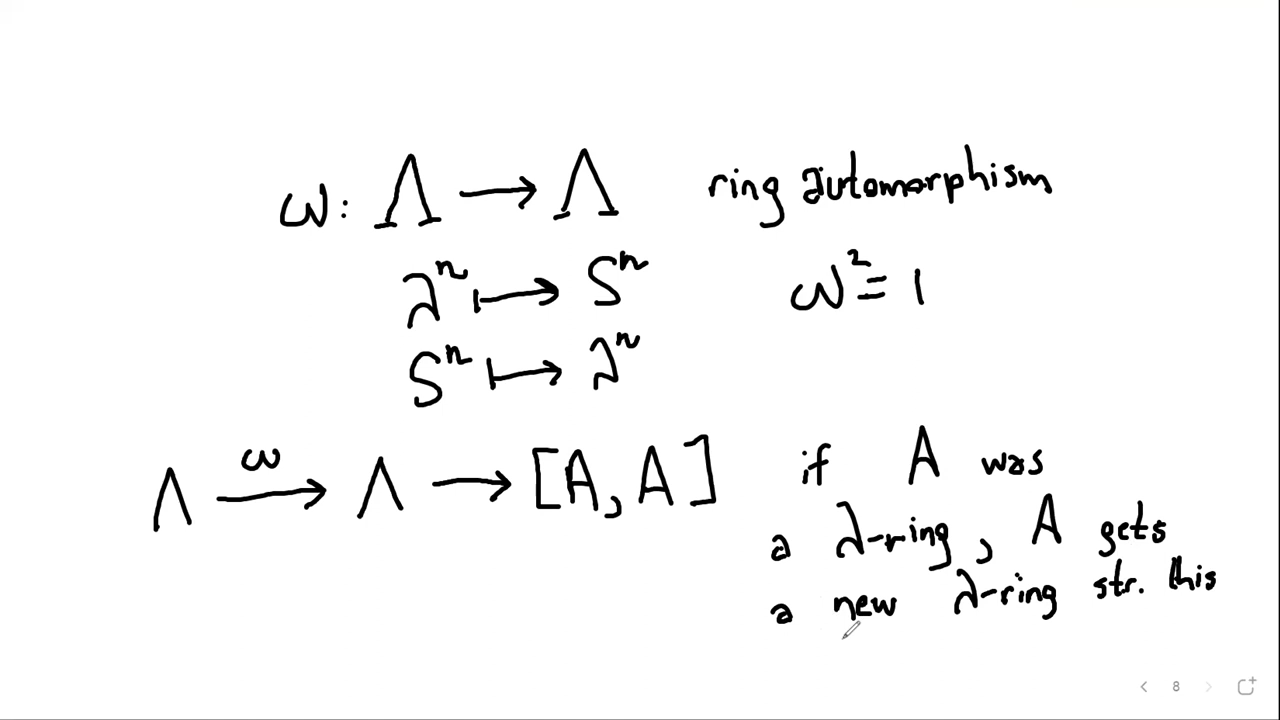 ω: Λ ⟶ Λ ring automorphism
λⁿ ⟼ Sⁿ ω² = 1
Sⁿ ⟼ λⁿ
Λ —ω→ Λ ⟶ [A, A] if A was
a λ-ring, A gets
a new λ-ring str. this
8